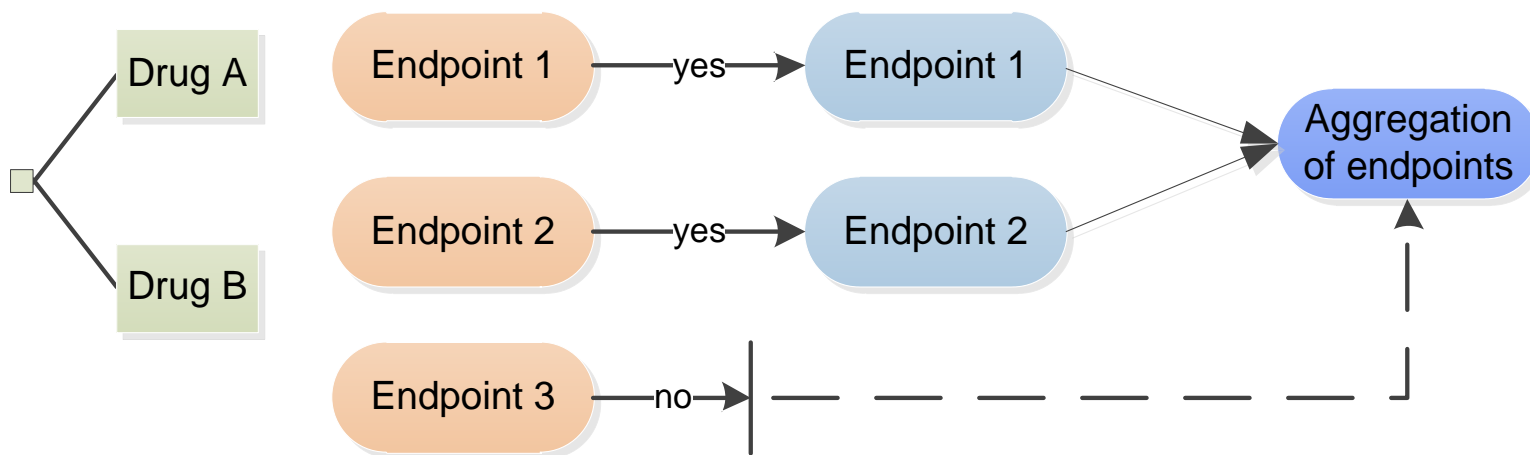 Drug A
Drug B
Endpoint 1
yes
Endpoint 1
Endpoint 2
yes
Endpoint 2
Endpoint 3
no
Aggregation
of endpoints